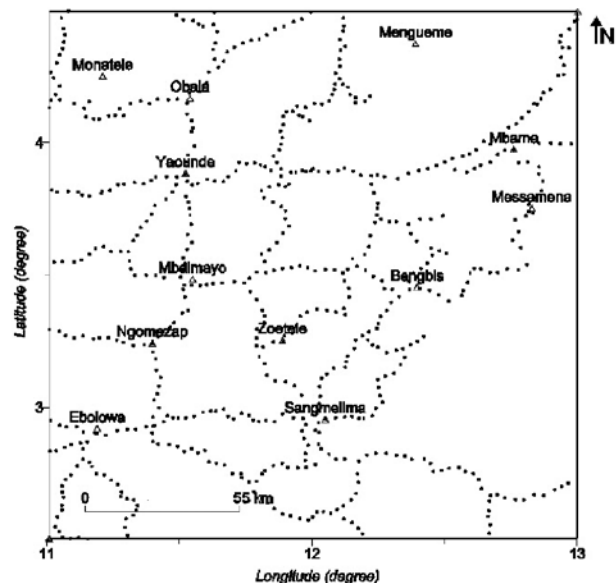 N
Mengueme
Monatele
Obala
4
Mbama
Yaounde
Messamena
Mbalmayo
Bengbis
Latitude (degree)
Ngomezap
Zoetele
3
Sangmelima
Ebolowa
0 55 km
11 12 13
Longitude (degree)